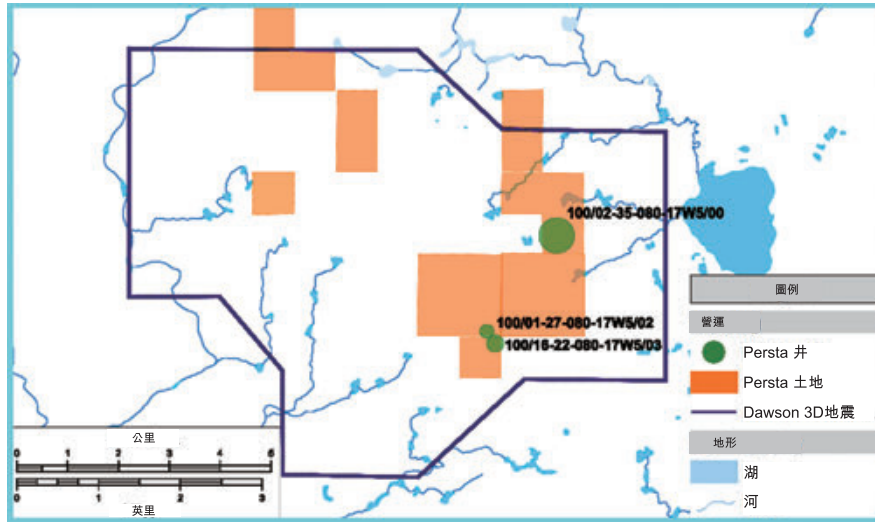 100/02-35-080-17W5/00
100/01-27-080-17W5/02
100/16-22-080-17W5/03
圖例
營運
Persta 井
Persta 土地
Dawson 3D地震
地形
湖
河
公里
0 1 2 3 4 5
0 1 2 3
英里